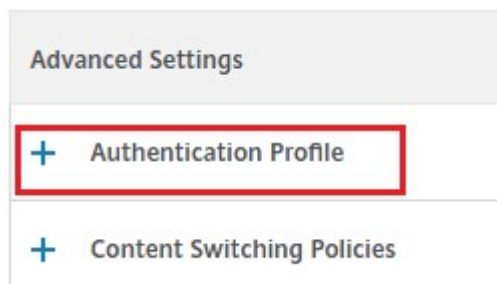 Advanced Settings
+ Authentication Profile
+ Content Switching Policies